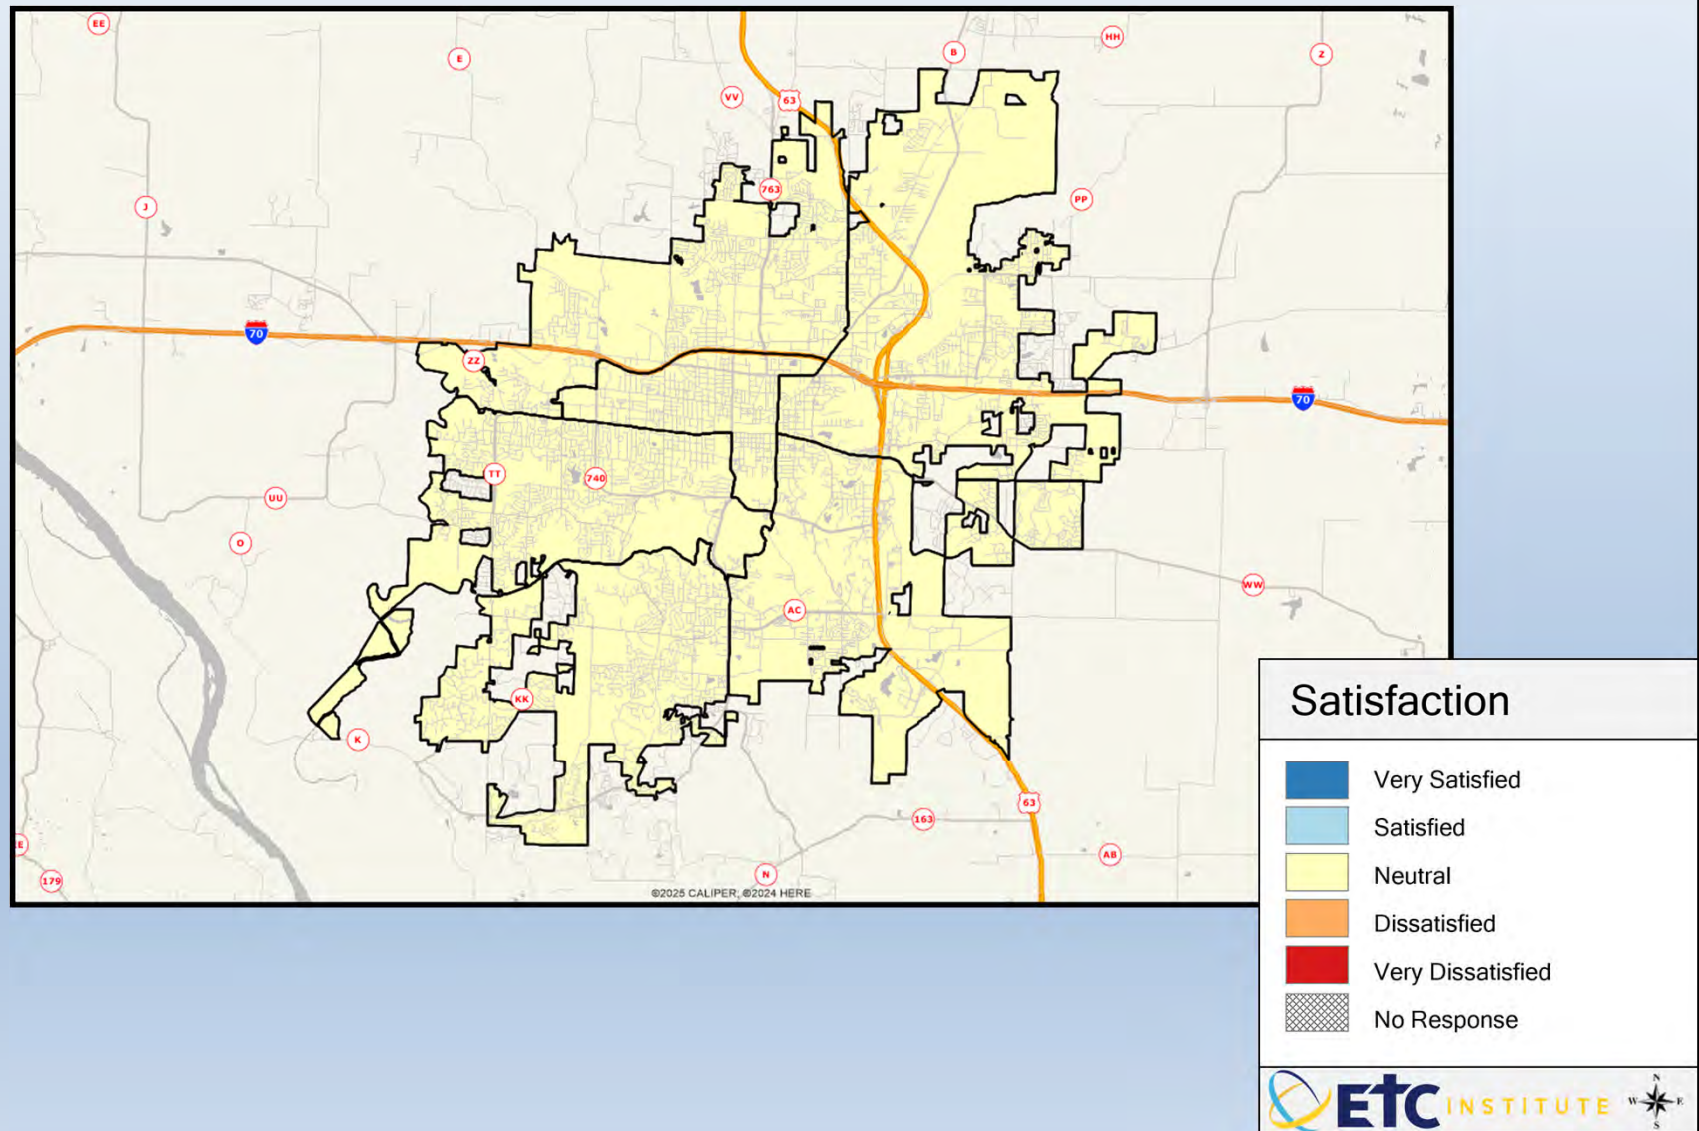 EE
E
B
HH
Z
VV
63
763
PP
J
70
ZZ
70
TT
740
UU
O
WW
AC
KK
K
63
163
AB
E
179
N
©2025 CALIPER; ©2024 HERE
Satisfaction
Very Satisfied
Satisfied
Neutral
Dissatisfied
Very Dissatisfied
No Response
ETC INSTITUTE
N
W E
S